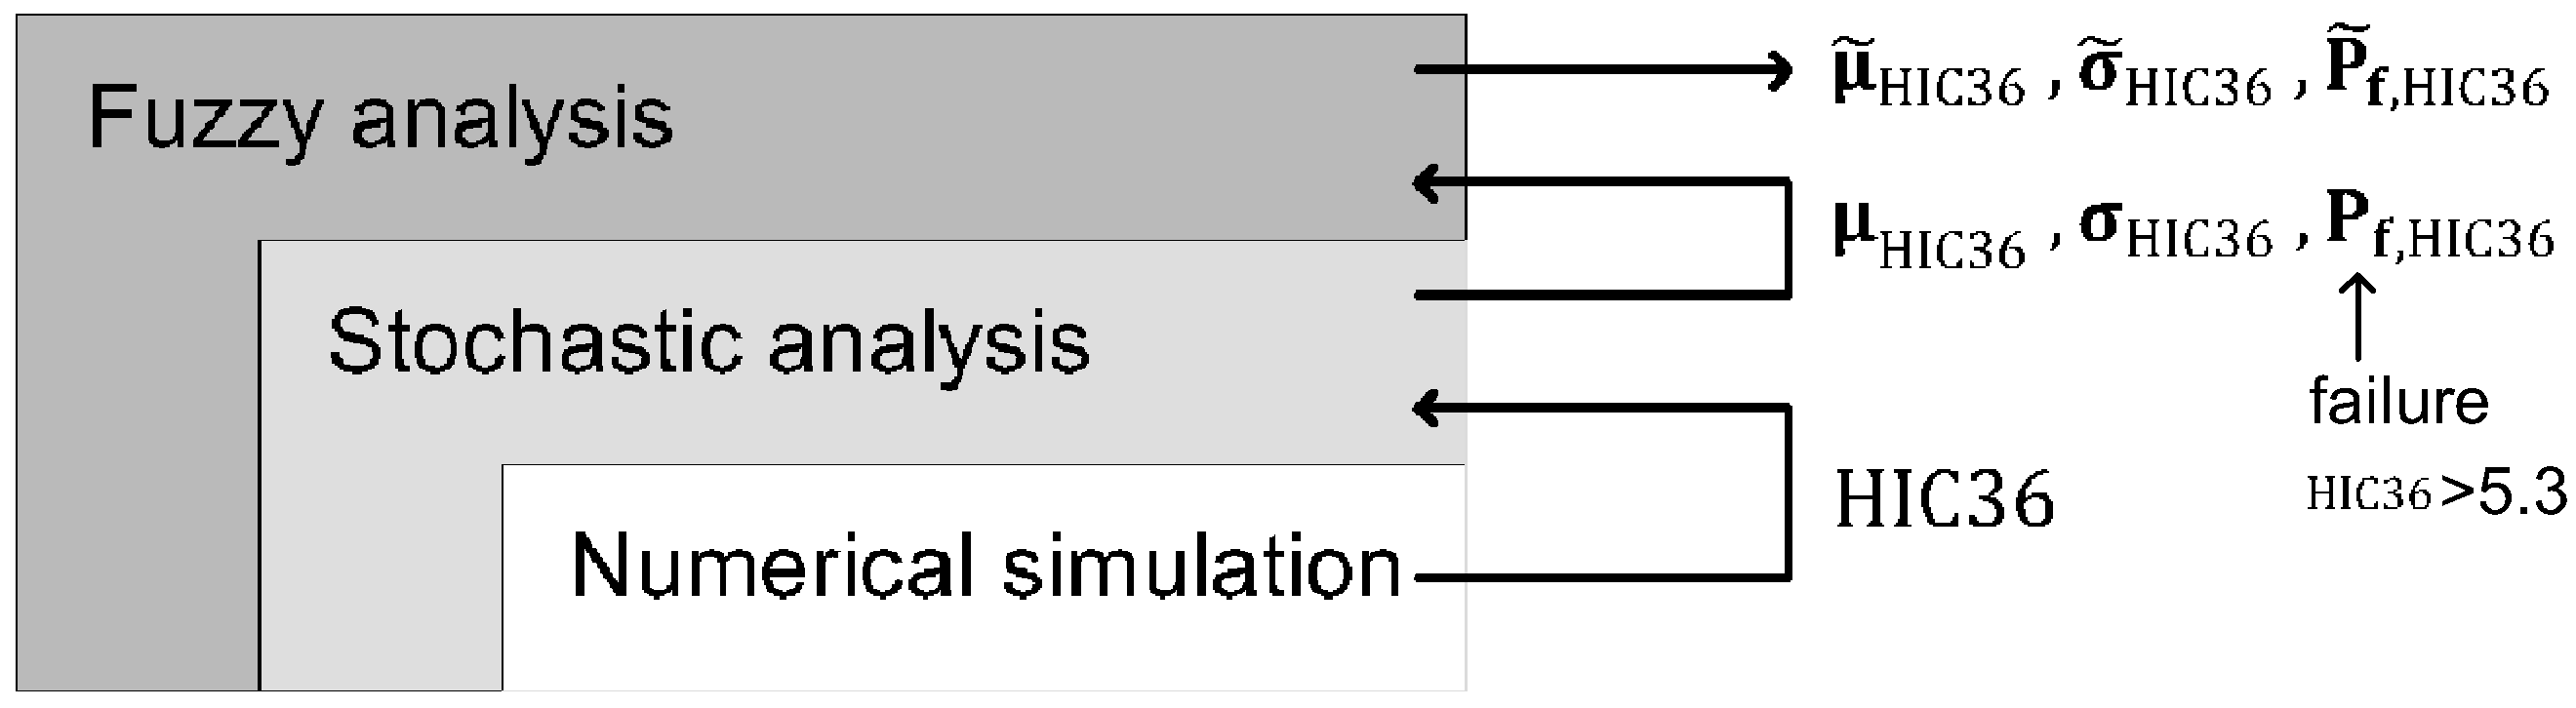 Fuzzy analysis
μ̃HIC36 , σ̃HIC36 , P̃f,HIC36
μHIC36 , σHIC36 , Pf,HIC36
Stochastic analysis
failure
HIC36 >5.3
HIC36
Numerical simulation